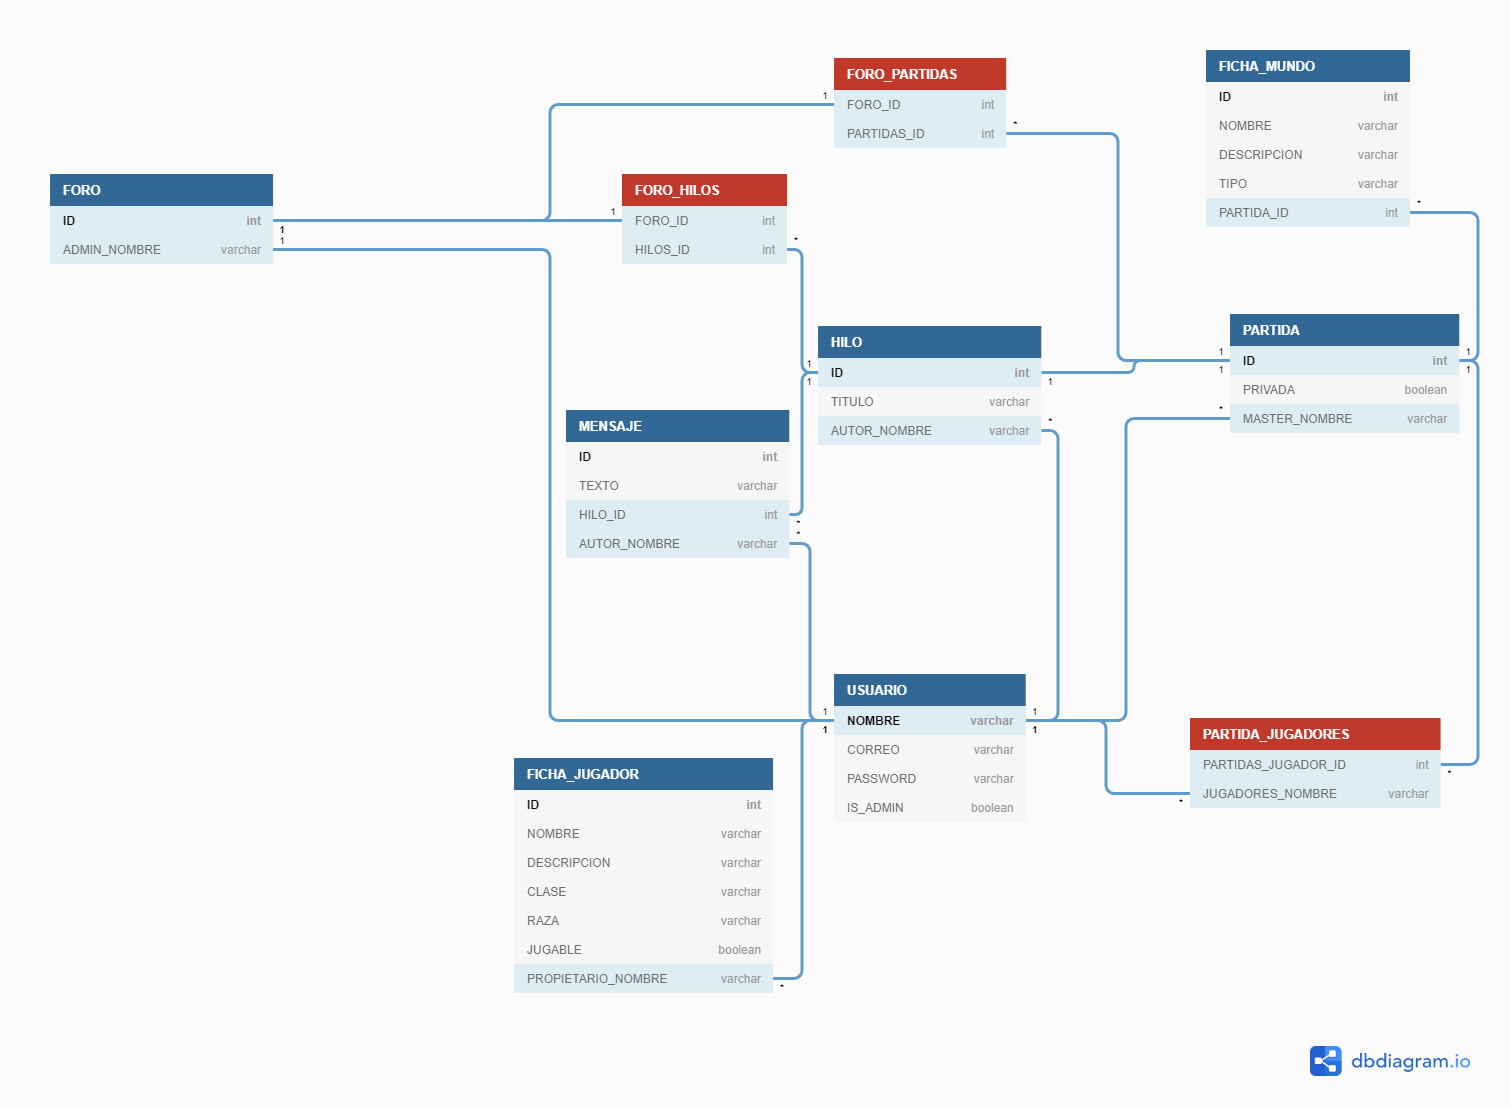 FORO_PARTIDAS
FORO_ID int
PARTIDAS_ID int
FICHA_MUNDO
ID int
NOMBRE varchar
DESCRIPCION varchar
TIPO varchar
PARTIDA_ID int
FORO
ID int
ADMIN_NOMBRE varchar
FORO_HILOS
FORO_ID int
HILOS_ID int
HILO
ID int
TITULO varchar
AUTOR_NOMBRE varchar
PARTIDA
ID int
PRIVADA boolean
MASTER_NOMBRE varchar
MENSAJE
ID int
TEXTO varchar
HILO_ID int
AUTOR_NOMBRE varchar
USUARIO
NOMBRE varchar
CORREO varchar
PASSWORD varchar
IS_ADMIN boolean
PARTIDA_JUGADORES
PARTIDAS_JUGADOR_ID int
JUGADORES_NOMBRE varchar
FICHA_JUGADOR
ID int
NOMBRE varchar
DESCRIPCION varchar
CLASE varchar
RAZA varchar
JUGABLE boolean
PROPIETARIO_NOMBRE varchar
1
*
*
1
1
1
1
*
1
1
1
*
1
1
*
1
1
*
*
1
1
1
1
*
*
*
dbdiagram.io